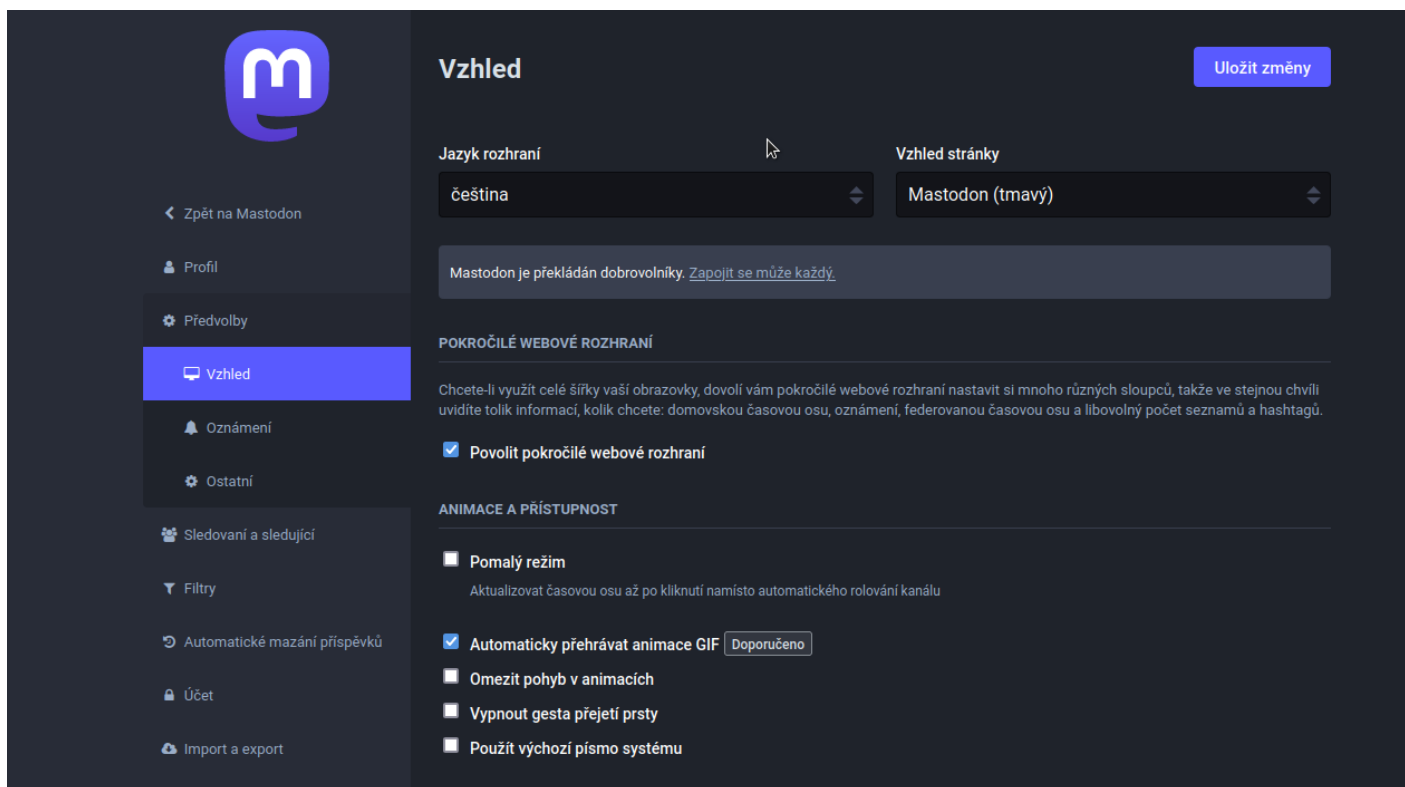 Zpět na Mastodon
Profil
Předvolby
Vzhled
Oznámení
Ostatní
Sledovaní a sledující
Filtry
Automatické mazání příspěvků
Účet
Import a export
Vzhled
Uložit změny
Jazyk rozhraní
čeština
Vzhled stránky
Mastodon (tmavý)
Mastodon je překládán dobrovolníky. Zapojit se může každý.
POKROČILÉ WEBOVÉ ROZHRANÍ
Chcete-li využít celé šířky vaší obrazovky, dovolí vám pokročilé webové rozhraní nastavit si mnoho různých sloupců, takže ve stejnou chvíli
uvidíte tolik informací, kolik chcete: domovskou časovou osu, oznámení, federovanou časovou osu a libovolný počet seznamů a hashtagů.
Povolit pokročilé webové rozhraní
ANIMACE A PŘÍSTUPNOST
Pomalý režim
Aktualizovat časovou osu až po kliknutí namísto automatického rolování kanálu
Automaticky přehrávat animace GIF Doporučeno
Omezit pohyb v animacích
Vypnout gesta přejetí prsty
Použít výchozí písmo systému